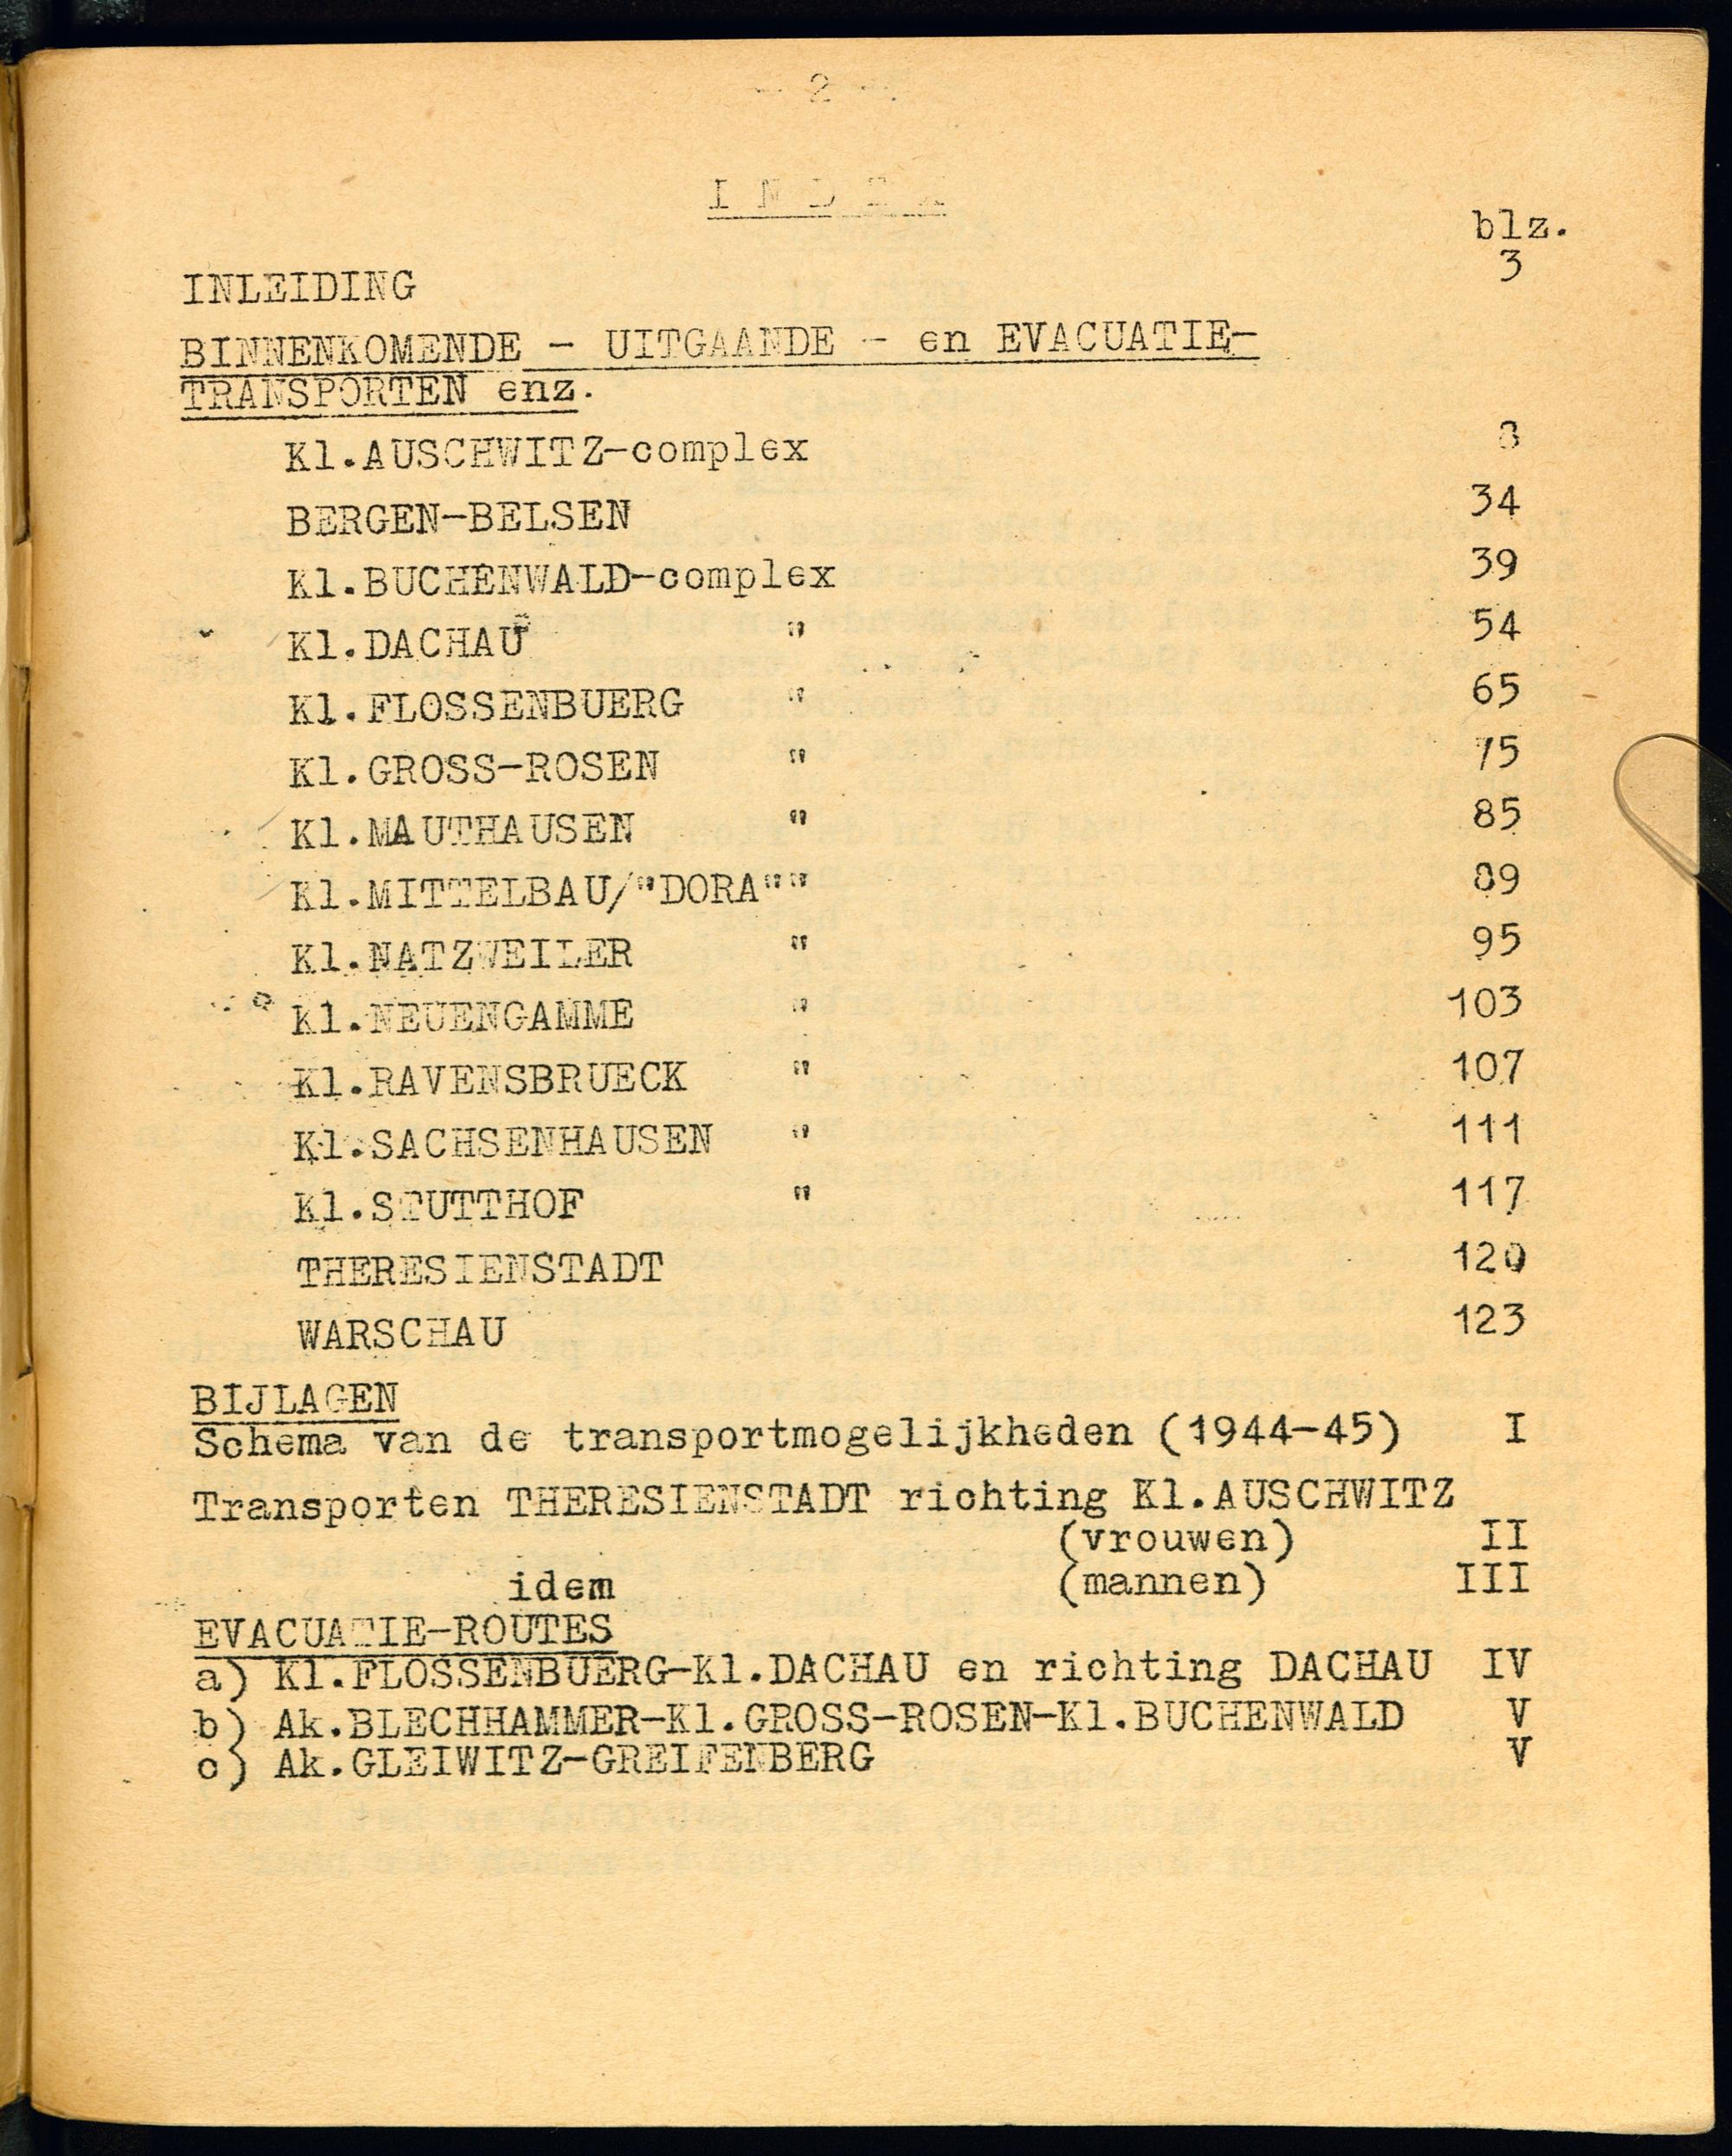 - 2 -.
I N D E X
blz.
INLEIDING 3
BINNENKOMENDE - UITGAANDE - en EVACUATIE-
TRANSPORTEN enz.
Kl.AUSCHWITZ-complex 8
BERGEN-BELSEN 34
Kl.BUCHENWALD-complex 39
Kl.DACHAU " 54
Kl.FLOSSENBUERG " 65
Kl.GROSS-ROSEN " 75
Kl.MAUTHAUSEN " 85
Kl.MITTELBAU/"DORA"" 89
Kl.NATZWEILER " 95
Kl.NEUENGAMME " 103
Kl.RAVENSBRUECK " 107
Kl.SACHSENHAUSEN " 111
Kl.STUTTHOF " 117
THERESIENSTADT 120
WARSCHAU 123
BIJLAGEN
Schema van de transportmogelijkheden (1944-45) I
Transporten THERESIENSTADT richting Kl.AUSCHWITZ
(vrouwen) II
idem (mannen) III
EVACUATIE-ROUTES
a) Kl.FLOSSENBUERG-Kl.DACHAU en richting DACHAU IV
b) Ak.BLECHHAMMER-Kl.GROSS-ROSEN-Kl.BUCHENWALD V
c) Ak.GLEIWITZ-GREIFENBERG V